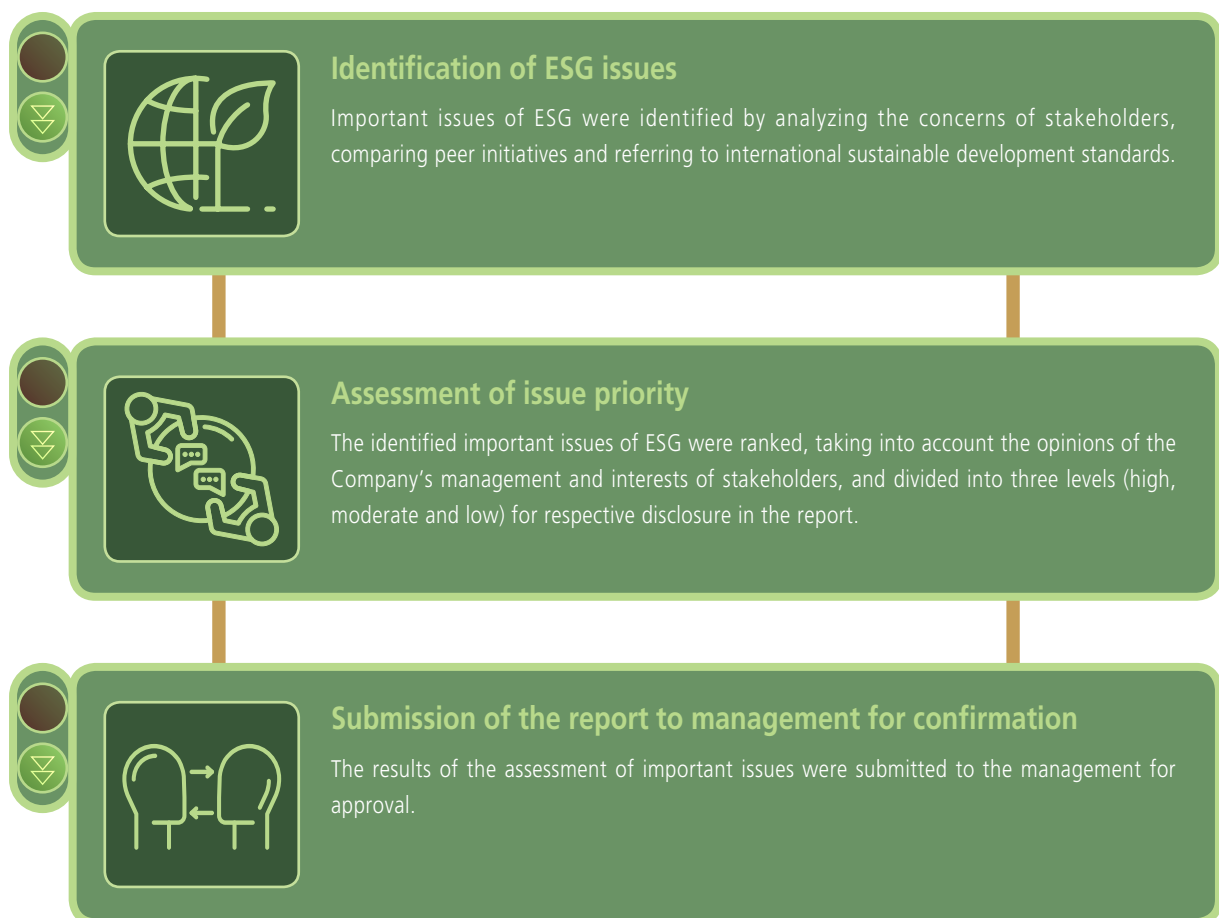 Identification of ESG issues
Important issues of ESG were identified by analyzing the concerns of stakeholders,
comparing peer initiatives and referring to international sustainable development standards.
Assessment of issue priority
The identified important issues of ESG were ranked, taking into account the opinions of the
Company’s management and interests of stakeholders, and divided into three levels (high,
moderate and low) for respective disclosure in the report.
Submission of the report to management for confirmation
The results of the assessment of important issues were submitted to the management for
approval.